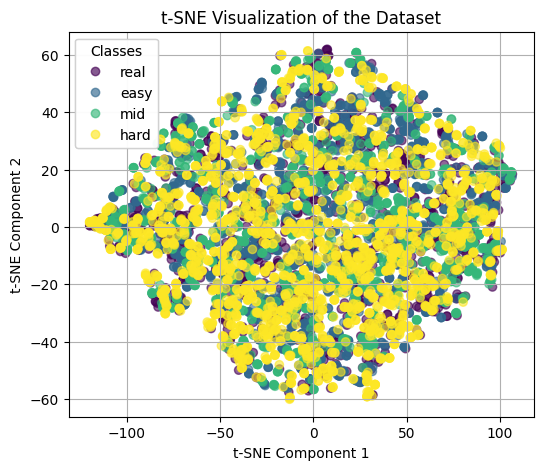 t-SNE Visualization of the Dataset
Classes
real
easy
mid
hard
60
40
20
0
−20
−40
−60
t-SNE Component 2
−100
−50
0
50
100
t-SNE Component 1